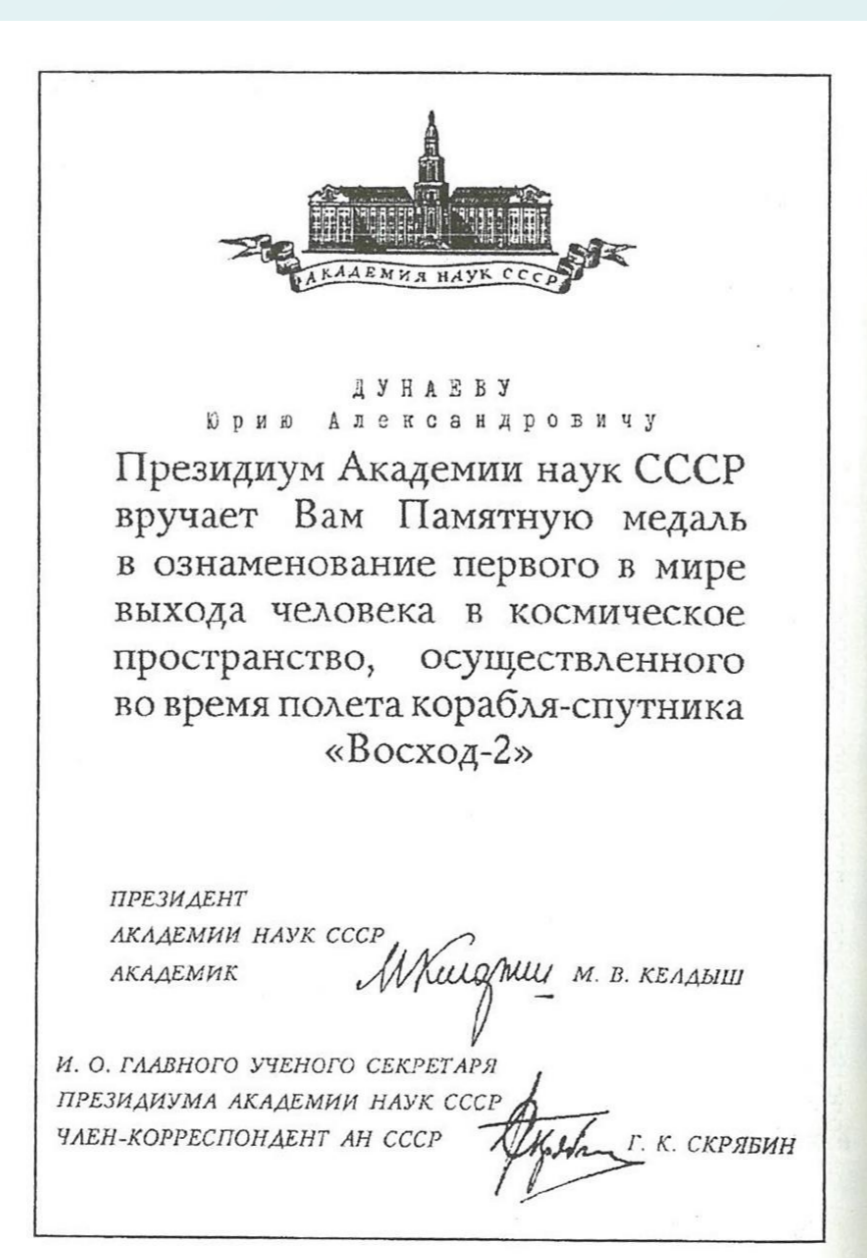 АКАДЕМИЯ НАУК СССР
ДУНАЕВУ
Юрию Александровичу
Президиум Академии наук СССР
вручает Вам Памятную медаль
в ознаменование первого в мире
выхода человека в космическое
пространство, осуществленного
во время полета корабля-спутника
«Восход-2»
ПРЕЗИДЕНТ
АКАДЕМИИ НАУК СССР
АКАДЕМИК М. В. КЕЛДЫШ
И. О. ГЛАВНОГО УЧЕНОГО СЕКРЕТАРЯ
ПРЕЗИДИУМА АКАДЕМИИ НАУК СССР
ЧЛЕН-КОРРЕСПОНДЕНТ АН СССР Г. К. СКРЯБИН